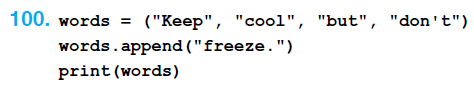 100. words = ("Keep", "cool", "but", "don't")
words.append("freeze.")
print(words)